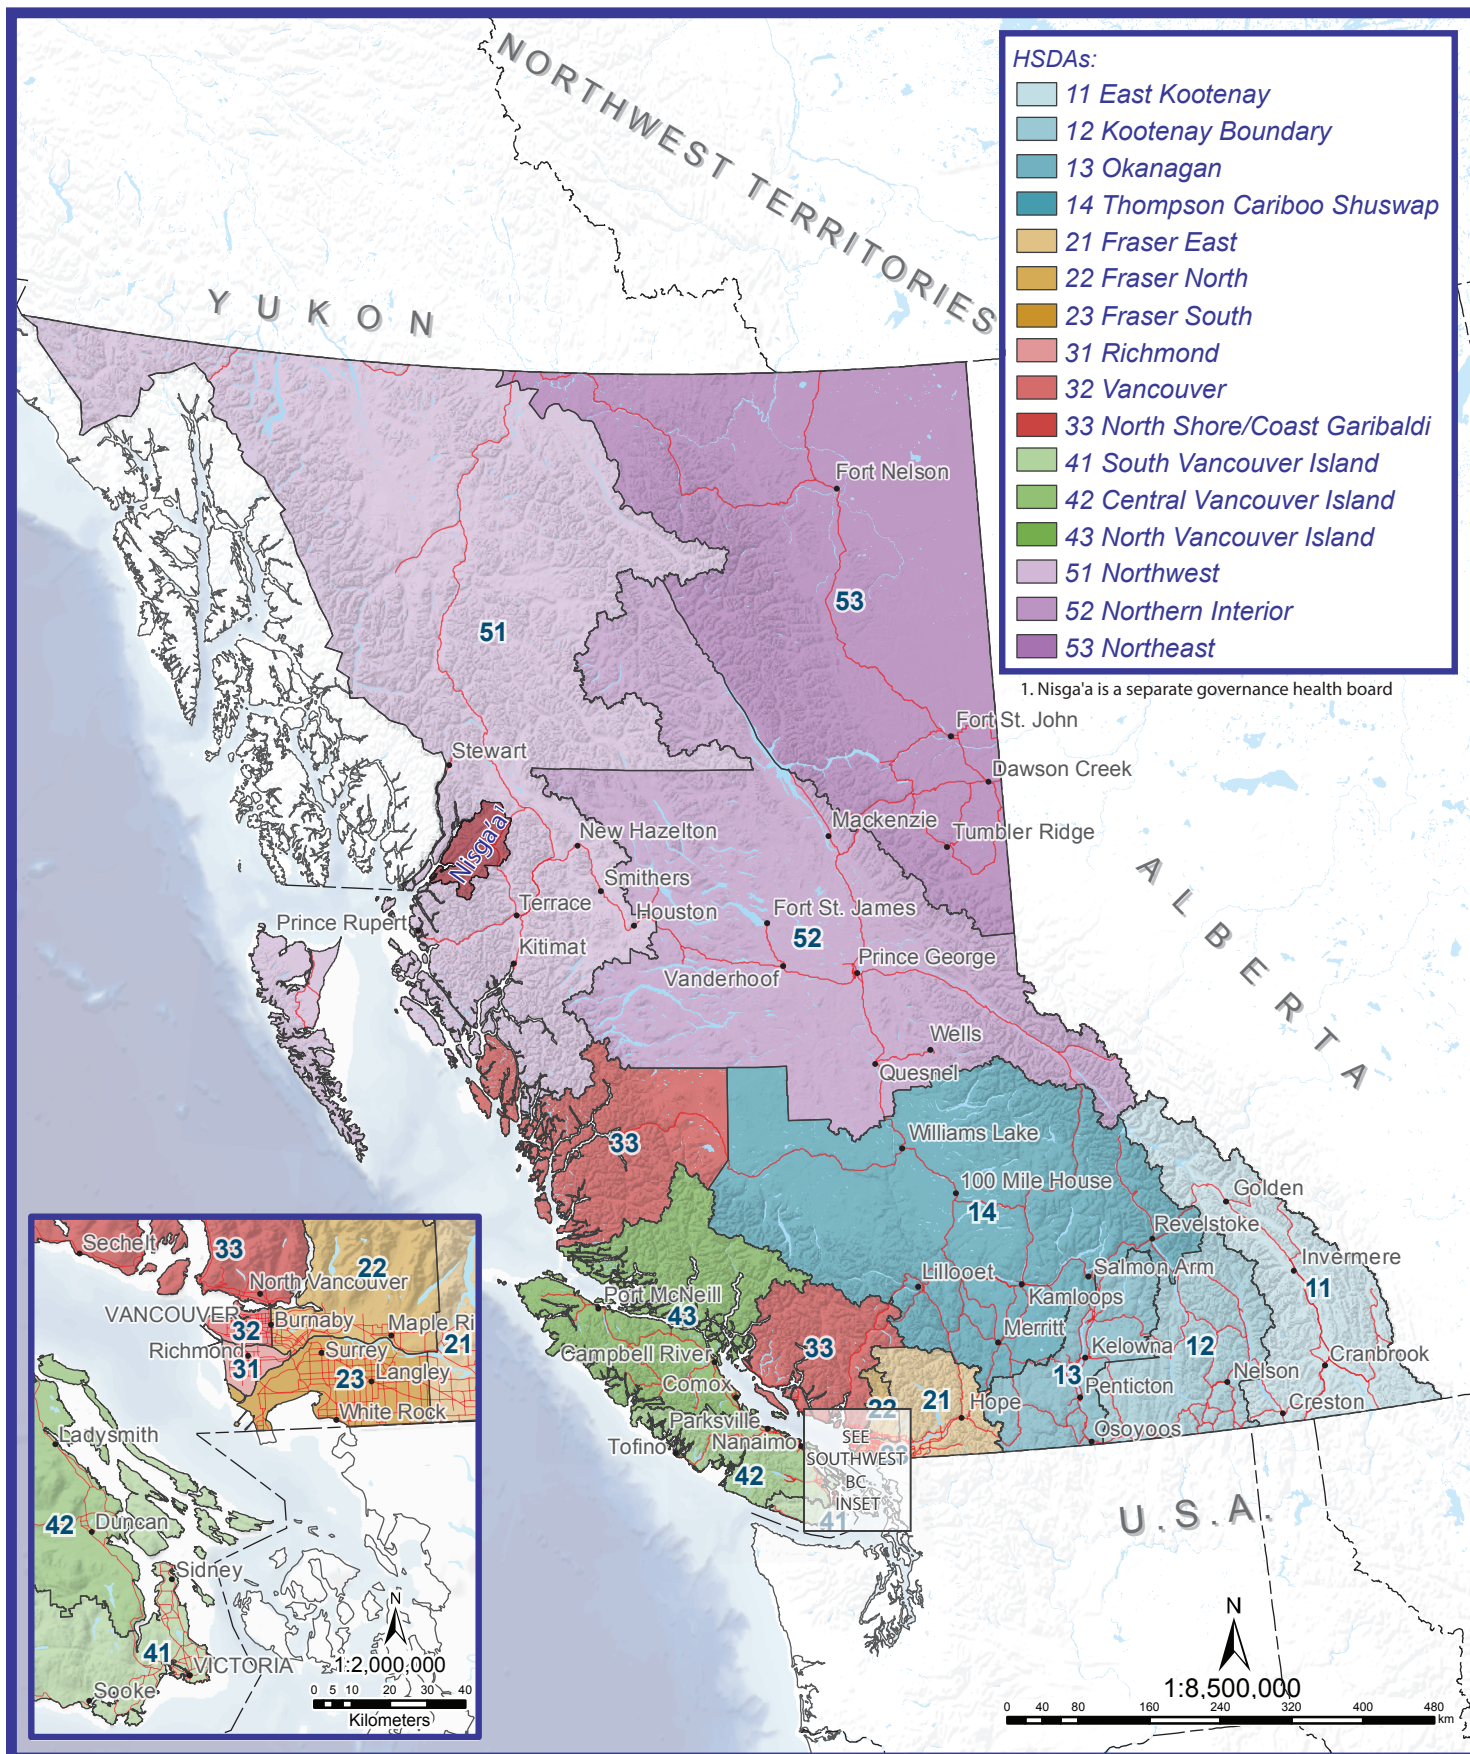 NORTHWEST TERRITORIES
YUKON
HSDAs:
11 East Kootenay
12 Kootenay Boundary
13 Okanagan
14 Thompson Cariboo Shuswap
21 Fraser East
22 Fraser North
23 Fraser South
31 Richmond
32 Vancouver
33 North Shore/Coast Garibaldi
41 South Vancouver Island
42 Central Vancouver Island
43 North Vancouver Island
51 Northwest
52 Northern Interior
53 Northeast
1. Nisga'a is a separate governance health board
Fort Nelson
53
51
Fort St. John
Stewart
Dawson Creek
Mackenzie
Tumbler Ridge
New Hazelton
Nisga'a¹
ALBERTA
Smithers
Terrace
Houston
Fort St. James
Prince Rupert
52
Kitimat
Vanderhoof
Prince George
Wells
Quesnel
Williams Lake
33
100 Mile House
14
Golden
Revelstoke
Invermere
11
Lillooet
Salmon Arm
Kamloops
Port McNeill
43
Merritt
33
Campbell River
Kelowna
12
Cranbrook
13
Comox
Penticton
Nelson
22
21
Hope
Creston
Parksville
Nanaimo
Tofino
Osoyoos
SEE
SOUTHWEST
BC
INSET
23
42
41
U.S.A.
N
1:8,500,000
0 40 80 160 240 320 400 480
km
Sechelt
33
22
North Vancouver
VANCOUVER
32
Burnaby
Maple Ri
21
Richmond
31
Surrey
23
Langley
White Rock
Ladysmith
42
Duncan
Sidney
41
VICTORIA
Sooke
N
1:2,000,000
0 5 10 20 30 40
Kilometers